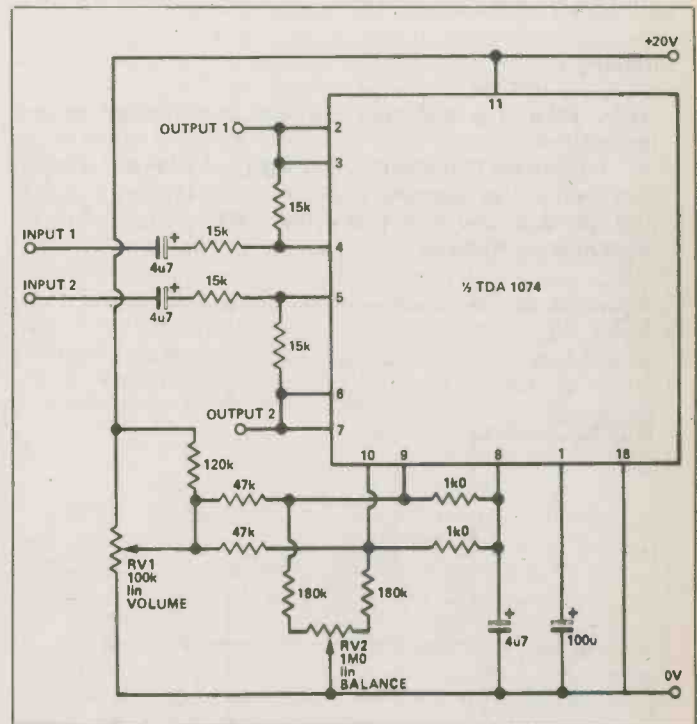 +20V
11
OUTPUT 1
2
3
15k
INPUT 1
4u7
+
15k
4
INPUT 2
4u7
+
15k
5
½ TDA 1074
15k
6
OUTPUT 2
7
10
9
8
1
18
120k
47k
1k0
47k
1k0
RV1
100k
lin
VOLUME
180k
180k
RV2
1M0
lin
BALANCE
+
4u7
+
100u
0V